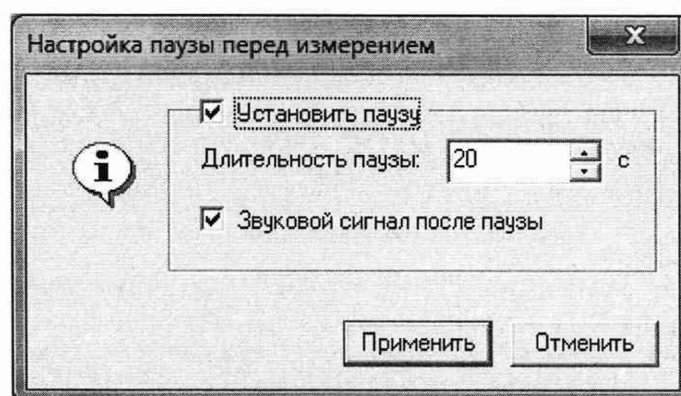 Настройка паузы перед измерением
Установить паузу
Длительность паузы: 20 с
Звуковой сигнал после паузы
Применить Отменить